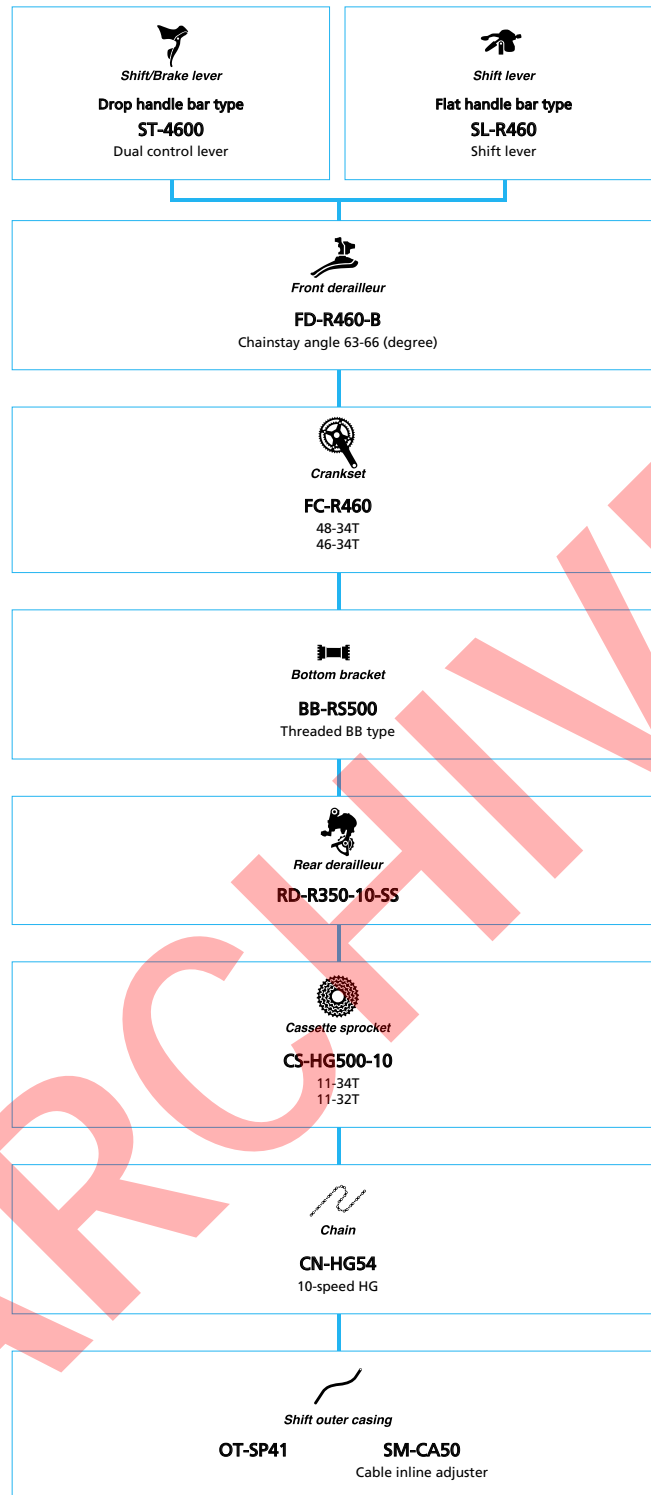 Shift/Brake lever
Drop handle bar type
ST-4600
Dual control lever
Shift lever
Flat handle bar type
SL-R460
Shift lever
Front derailleur
FD-R460-B
Chainstay angle 63-66 (degree)
Crankset
FC-R460
48-34T
46-34T
Bottom bracket
BB-RS500
Threaded BB type
Rear derailleur
RD-R350-10-SS
Cassette sprocket
CS-HG500-10
11-34T
11-32T
Chain
CN-HG54
10-speed HG
Shift outer casing
OT-SP41
SM-CA50
Cable inline adjuster
ARCHIV